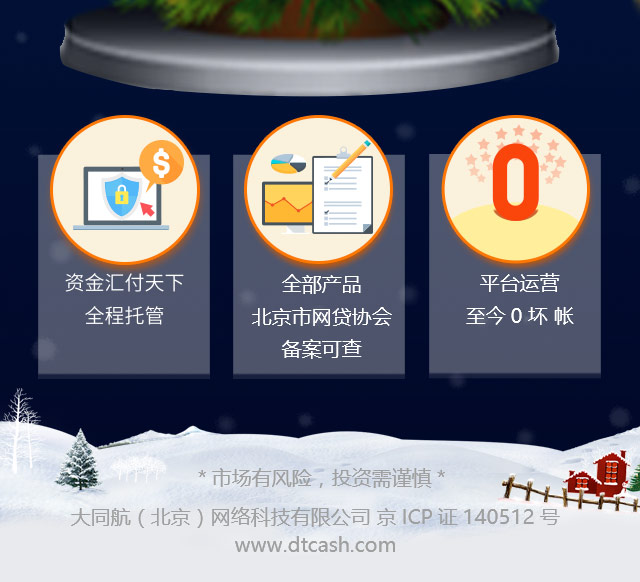 $
0
资金汇付天下
全程托管
全部产品
北京市网贷协会
备案可查
平台运营
至今 0 坏 帐
* 市场有风险，投资需谨慎 *
大同航（北京）网络科技有限公司 京 ICP 证 140512 号
www.dtcash.com